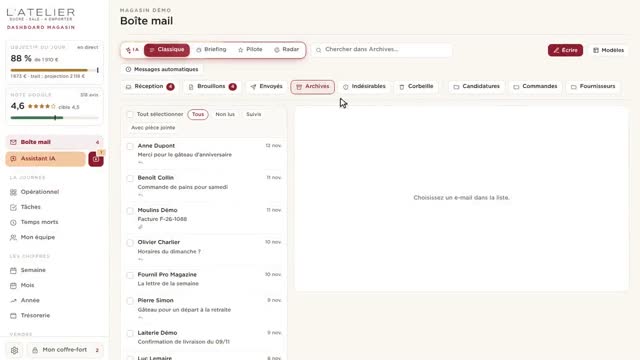 L'ATELIER
SUCRÉ · SALÉ · À EMPORTER
DASHBOARD MAGASIN
OBJECTIF DU JOUR
en direct
88 %
de 1 910 €
1 673 € · trait : projection 2 116 €
NOTE GOOGLE
318 avis
4,6
★★★★★ cible 4,5
Boîte mail
4
Assistant IA
1
LA JOURNÉE
Opérationnel
Tâches
Temps morts
Mon équipe
LES CHIFFRES
Semaine
Mois
Année
Trésorerie
VENDRE
Mon coffre-fort
2
MAGASIN DÉMO
Boîte mail
IA
Classique
Briefing
Pilote
Radar
Chercher dans Archives...
Écrire
Modèles
Messages automatiques
Réception 4
Brouillons 4
Envoyés
Archives
Indésirables
Corbeille
Candidatures
Commandes
Fournisseurs
Tout sélectionner
Tous
Non lus
Suivis
Avec pièce jointe
Anne Dupont
12 nov.
Merci pour le gâteau d'anniversaire
Benoît Collin
11 nov.
Commande de pains pour samedi
Moulins Démo
11 nov.
Facture F-26-1088
Olivier Charlier
10 nov.
Horaires du dimanche ?
Fournil Pro Magazine
10 nov.
La lettre de la semaine
Pierre Simon
9 nov.
Gâteau pour un départ à la retraite
Laiterie Démo
9 nov.
Confirmation de livraison du 09/11
Luc Lemaire
8 nov.
Choisissez un e-mail dans la liste.